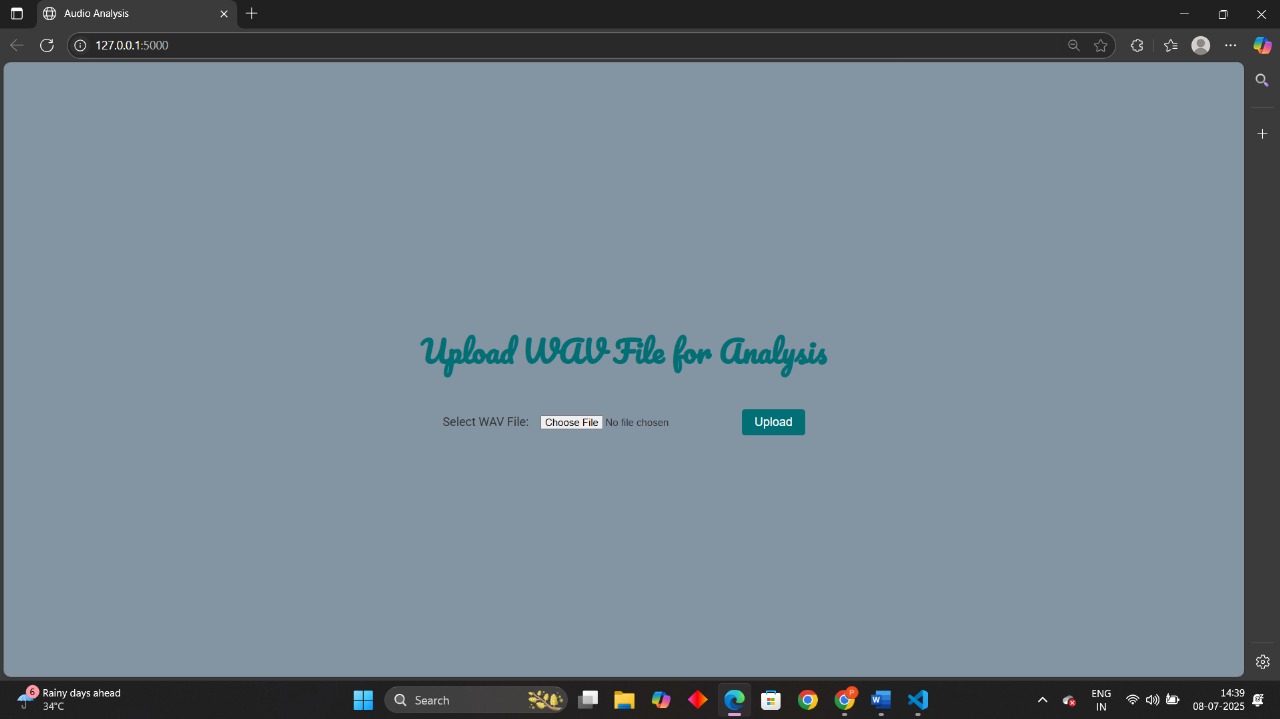 Audio Analysis
127.0.0.1:5000
Upload WAV File for Analysis
Select WAV File: Choose File No file chosen Upload
6 Rainy days ahead
34°C
Search
P
W
ENG
IN
14:39
08-07-2025